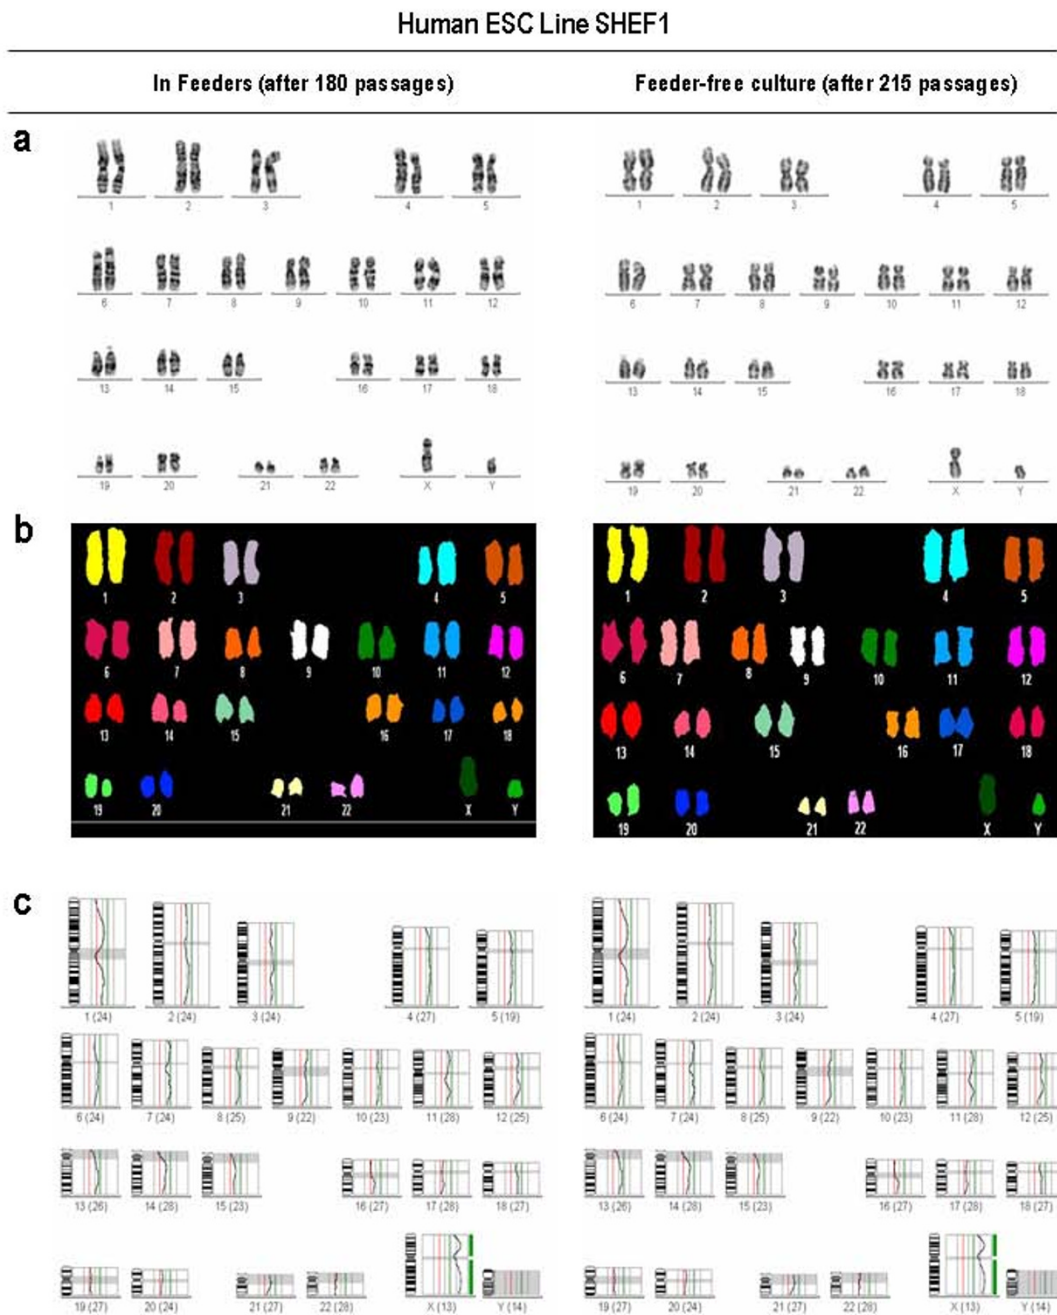 Human ESC Line SHEF1
In Feeders (after 180 passages) Feeder-free culture (after 215 passages)
a
1 2 3 4 5 1 2 3 4 5
6 7 8 9 10 11 12 6 7 8 9 10 11 12
13 14 15 16 17 18 13 14 15 16 17 18
19 20 21 22 X Y 19 20 21 22 X Y
b
1 2 3 4 5 1 2 3 4 5
6 7 8 9 10 11 12 6 7 8 9 10 11 12
13 14 15 16 17 18 13 14 15 16 17 18
19 20 21 22 X Y 19 20 21 22 X Y
c
1 (24) 2 (24) 3 (24) 4 (27) 5 (19) 1 (24) 2 (24) 3 (24) 4 (27) 5 (19)
6 (24) 7 (24) 8 (25) 9 (22) 10 (23) 11 (28) 12 (25) 6 (24) 7 (24) 8 (25) 9 (22) 10 (23) 11 (28) 12 (25)
13 (26) 14 (28) 15 (23) 16 (27) 17 (28) 18 (27) 13 (26) 14 (28) 15 (23) 16 (27) 17 (28) 18 (27)
19 (27) 20 (24) 21 (27) 22 (28) X (13) Y (14) 19 (27) 20 (24) 21 (27) 22 (28) X (13)